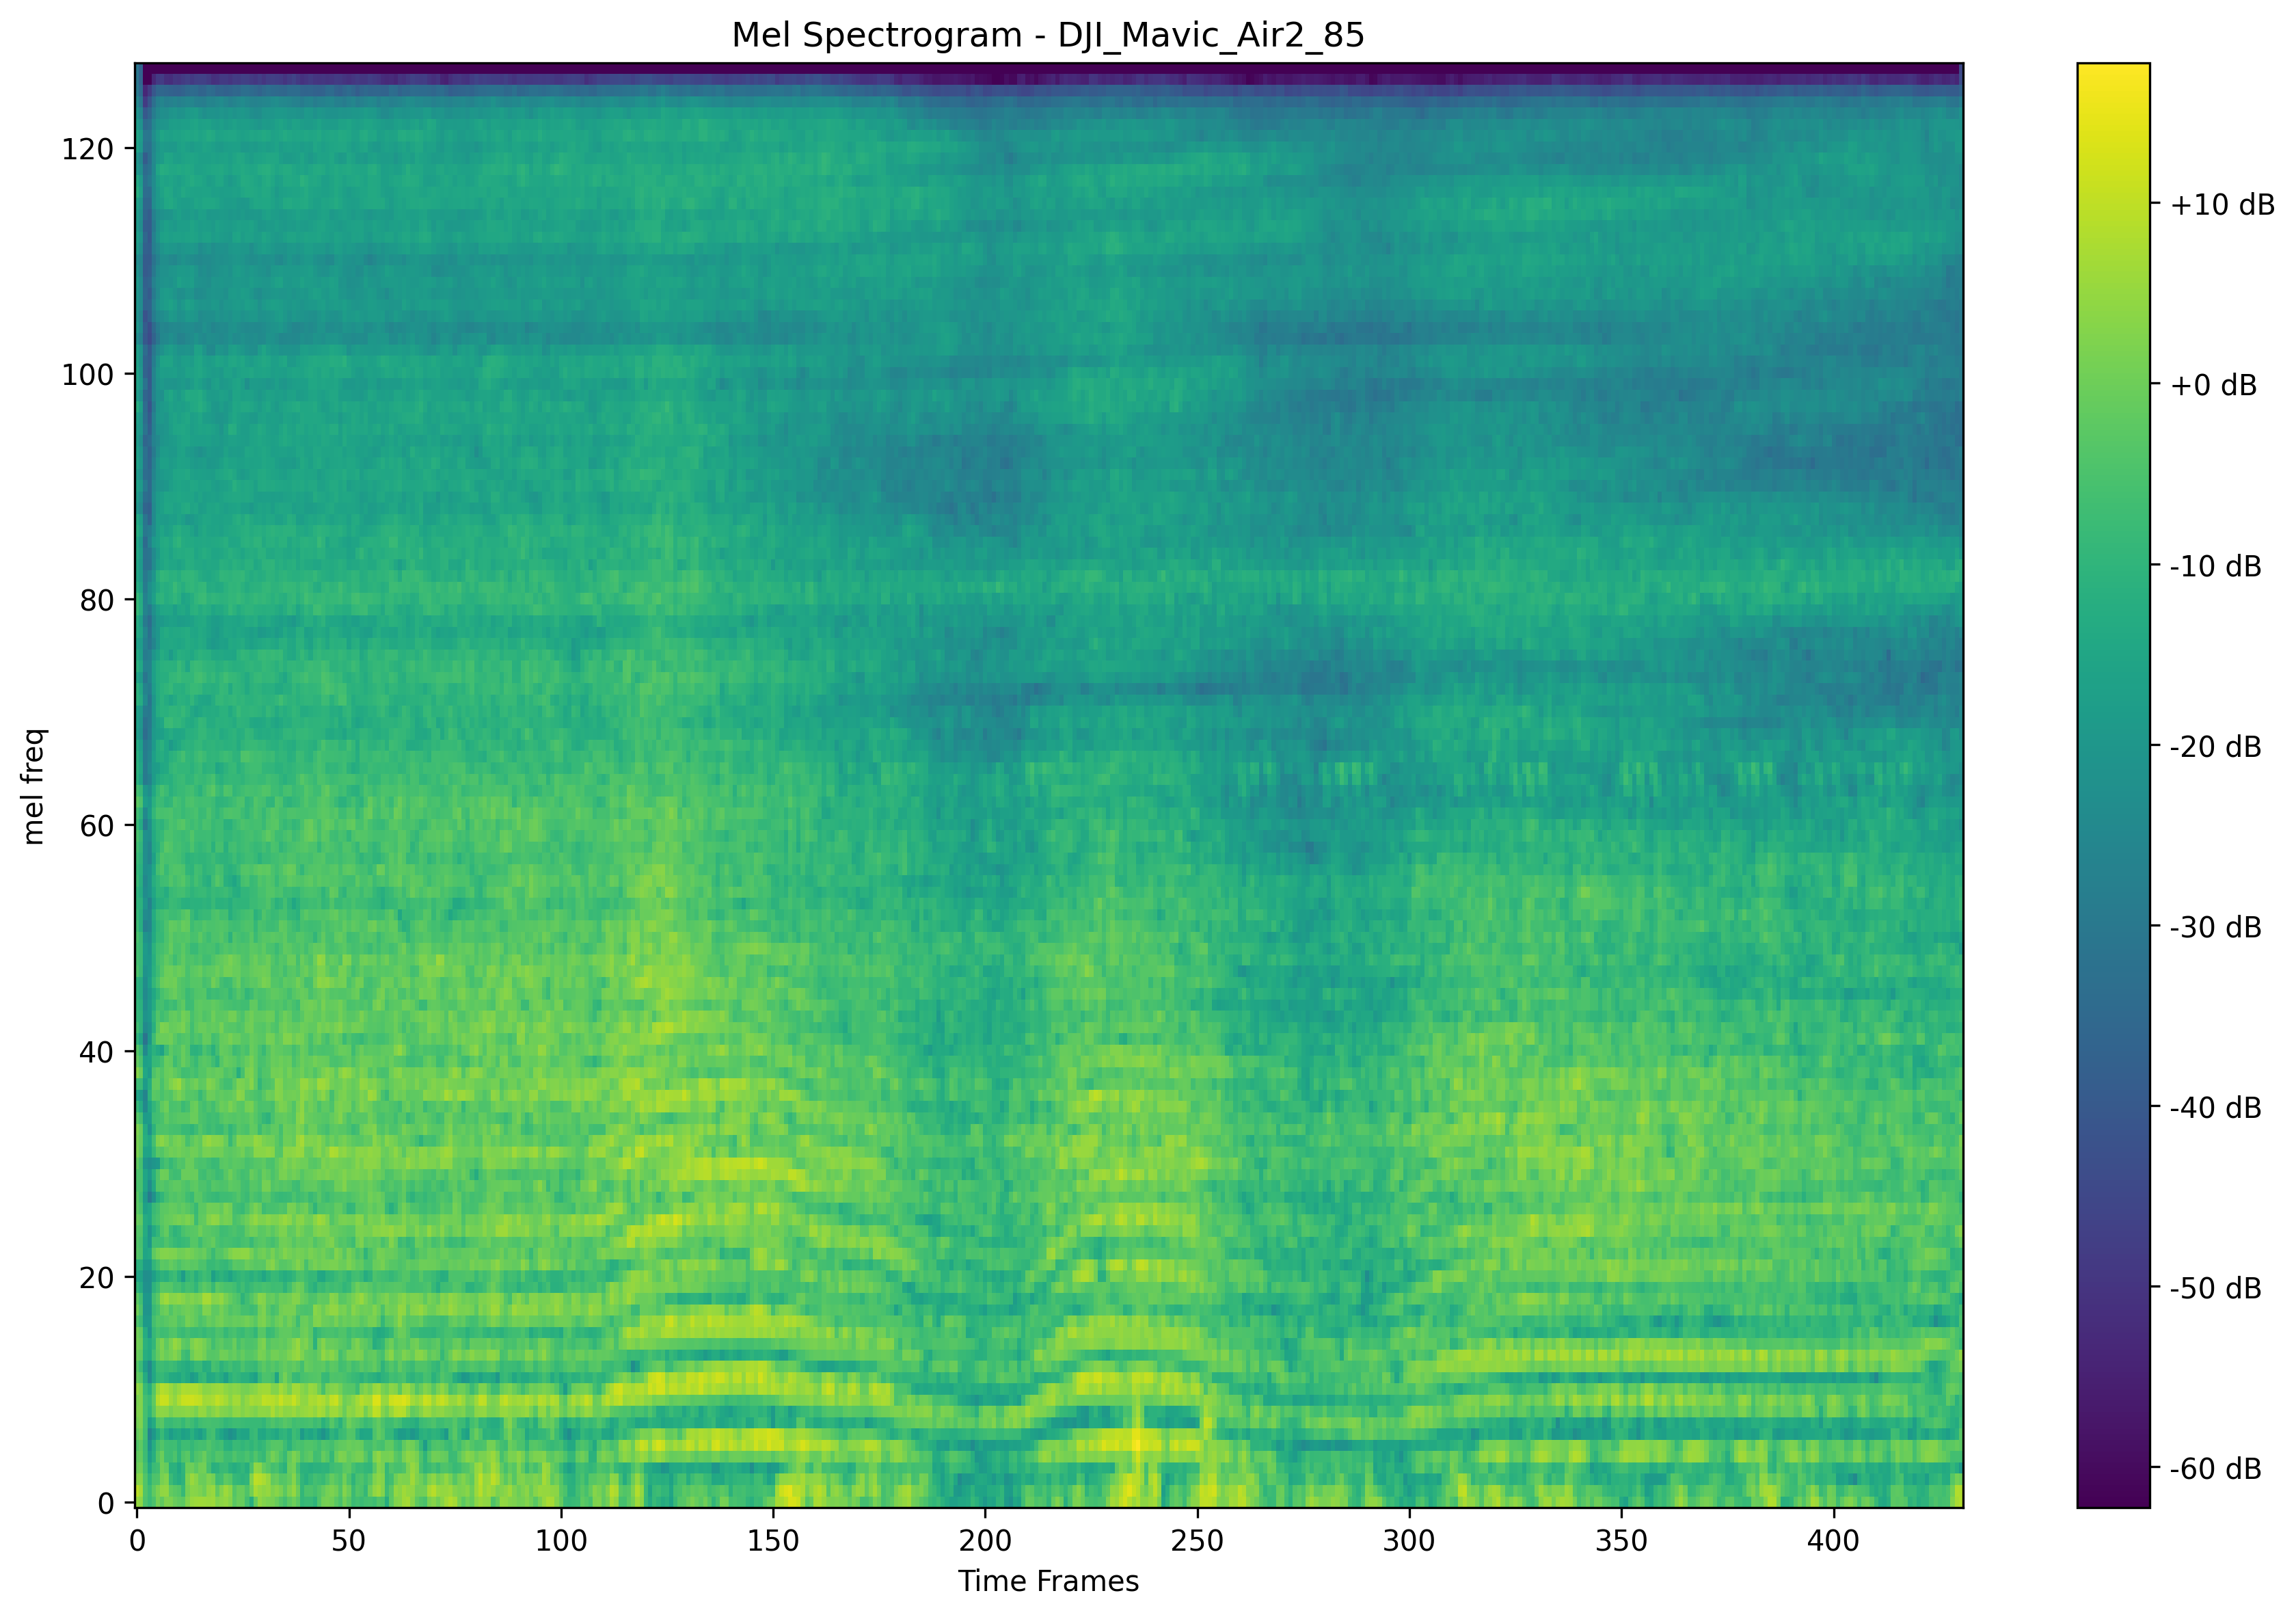 Mel Spectrogram - DJI_Mavic_Air2_85
mel freq
120
100
80
60
40
20
0
0 50 100 150 200 250 300 350 400
Time Frames
+10 dB
+0 dB
-10 dB
-20 dB
-30 dB
-40 dB
-50 dB
-60 dB